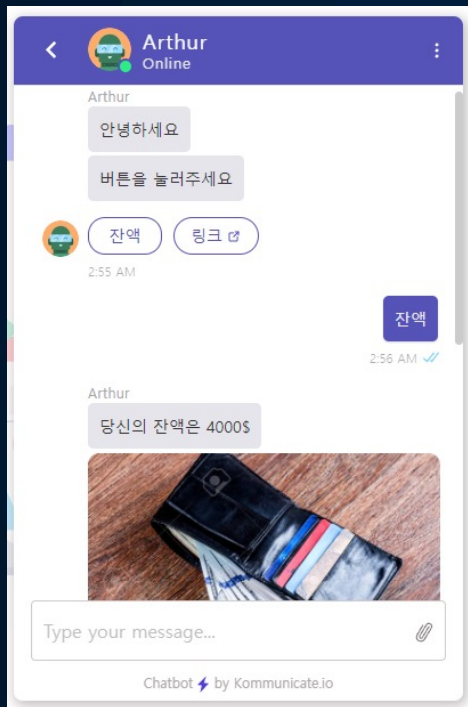 Arthur
Online
Arthur
안녕하세요
버튼을 눌러주세요
잔액
링크
2:55 AM
잔액
2:56 AM
Arthur
당신의 잔액은 4000$
Type your message...
Chatbot by Kommunicate.io